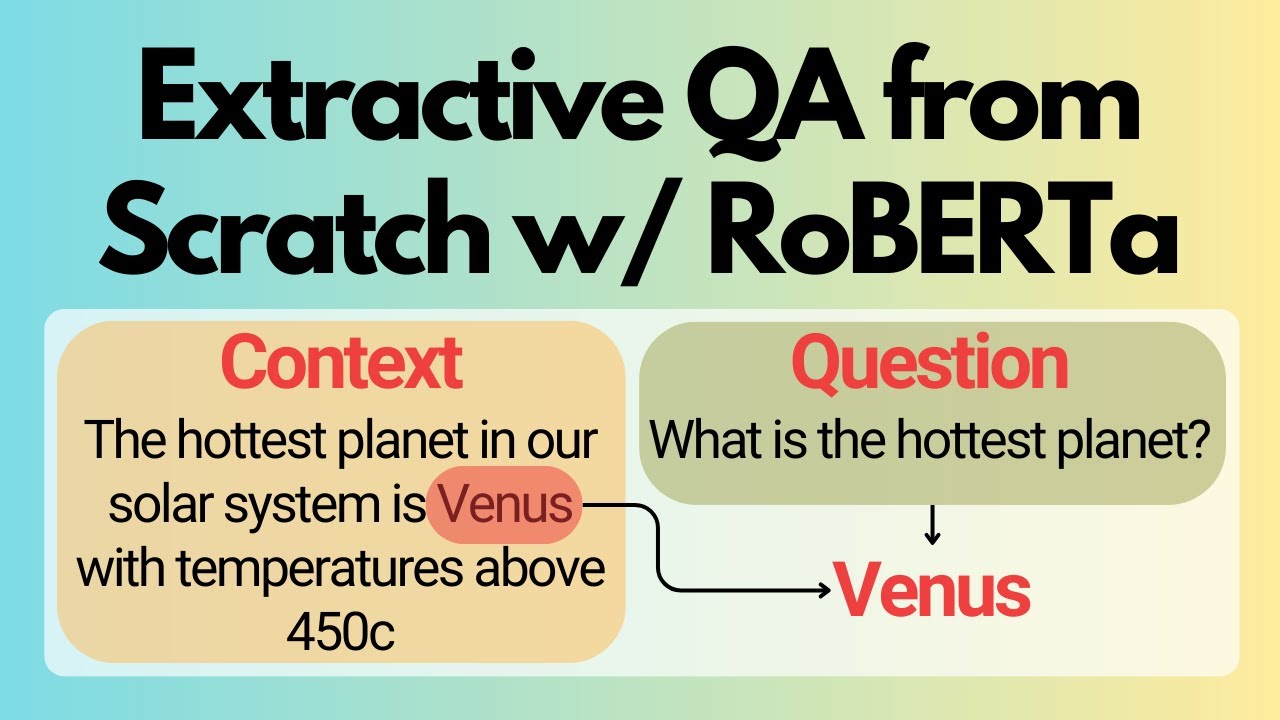 Extractive QA from
Scratch w/ RoBERTa
Context
The hottest planet in our
solar system is Venus
with temperatures above
450c
Question
What is the hottest planet?
Venus